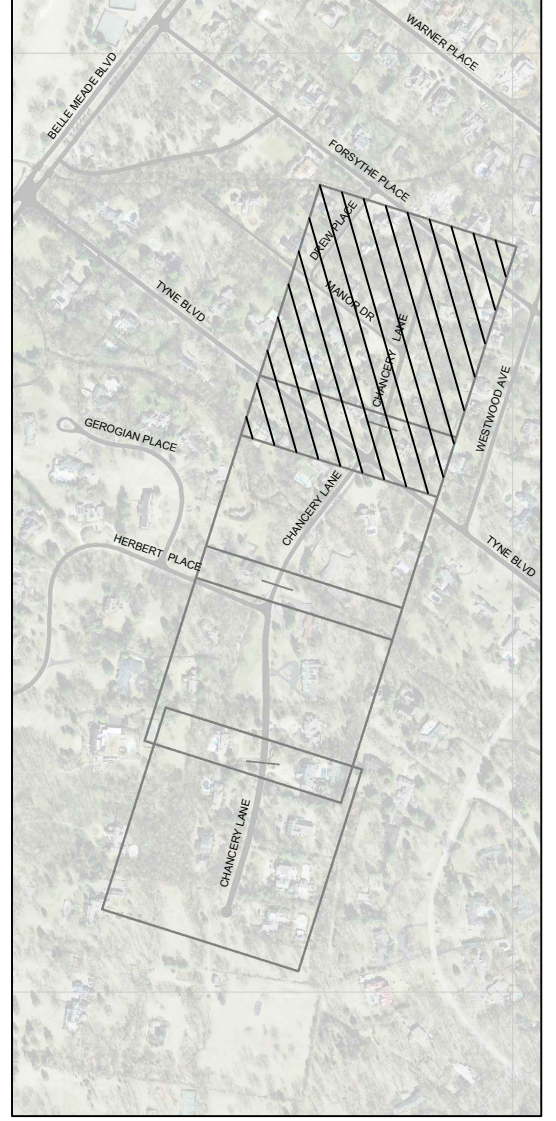 WARNER PLACE
BELLE MEADE BLVD
FORSYTHE PLACE
DREW PLACE
TYNE BLVD
MANOR DR
CHANCERY LANE
WESTWOOD AVE
GEROGIAN PLACE
CHANCERY LANE
HERBERT PLACE
TYNE BLVD
CHANCERY LANE